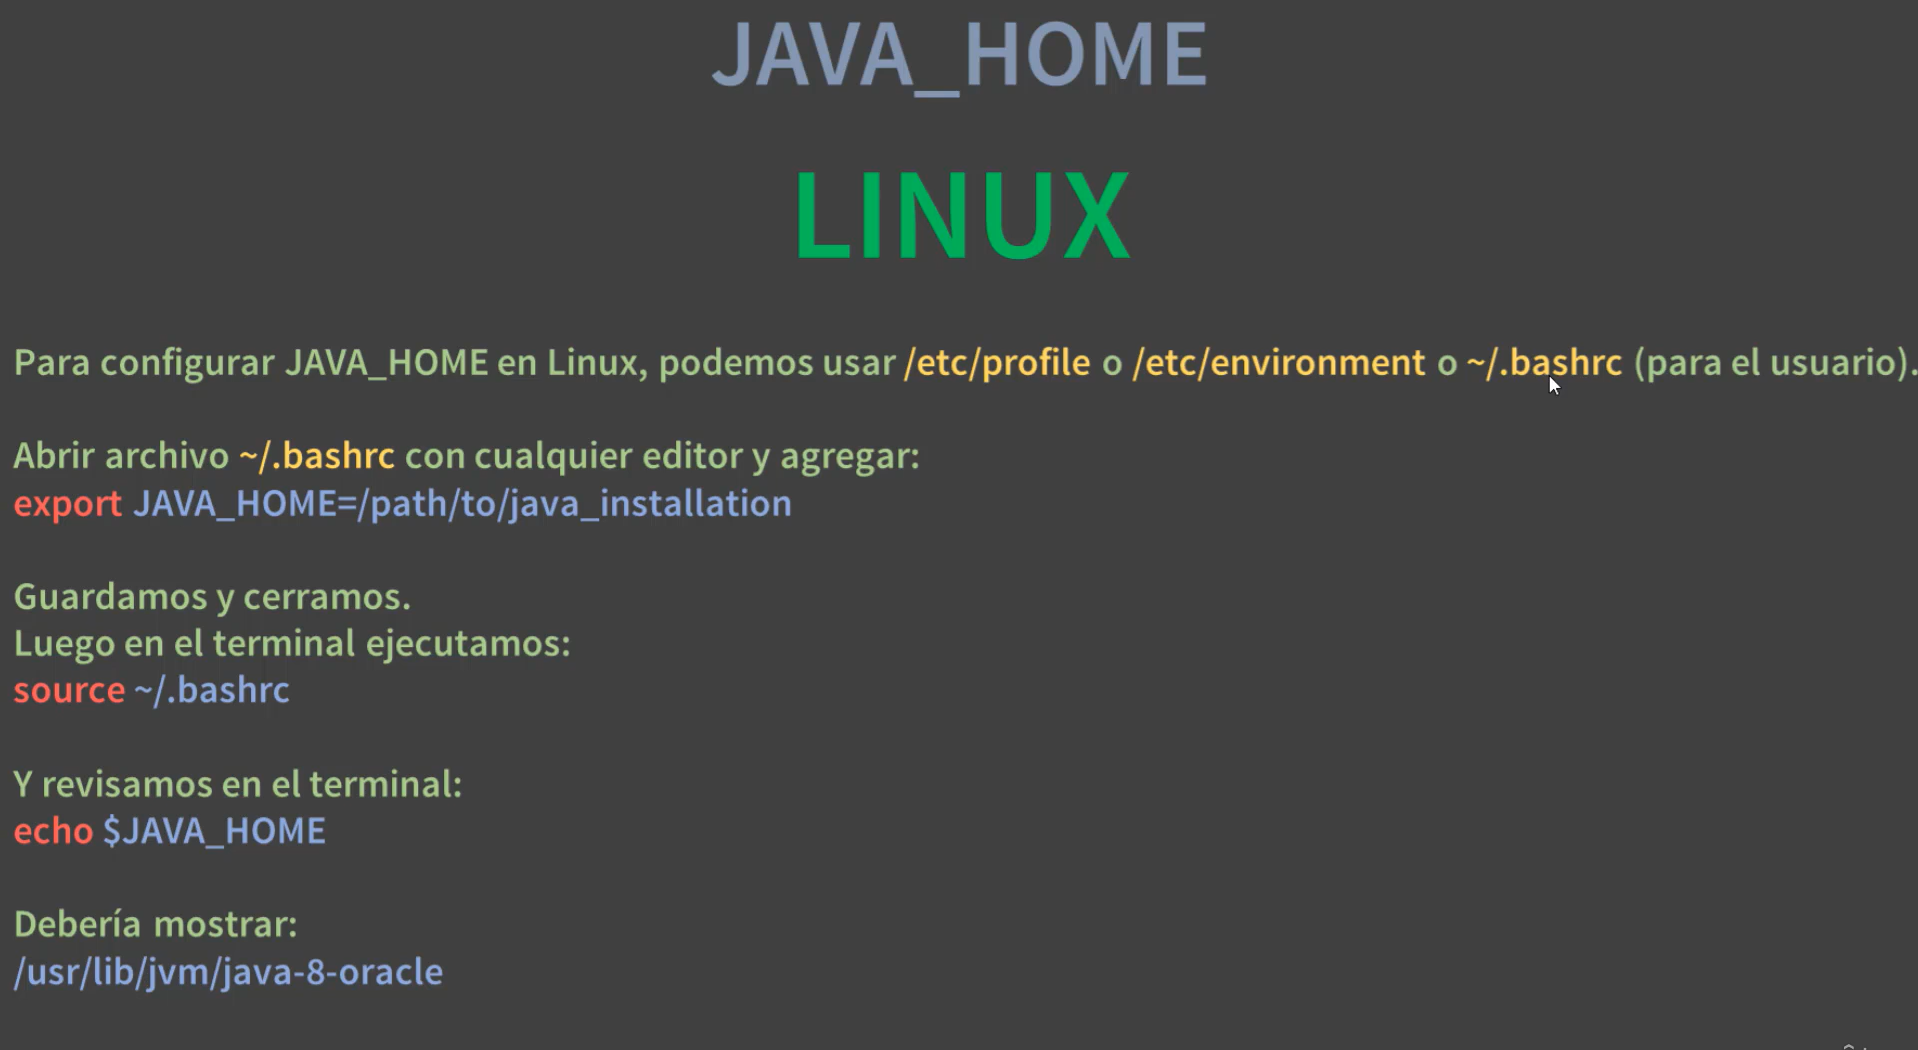 JAVA_HOME
LINUX
Para configurar JAVA_HOME en Linux, podemos usar /etc/profile o /etc/environment o ~/.bashrc (para el usuario).
Abrir archivo ~/.bashrc con cualquier editor y agregar:
export JAVA_HOME=/path/to/java_installation
Guardamos y cerramos.
Luego en el terminal ejecutamos:
source ~/.bashrc
Y revisamos en el terminal:
echo $JAVA_HOME
Debería mostrar:
/usr/lib/jvm/java-8-oracle